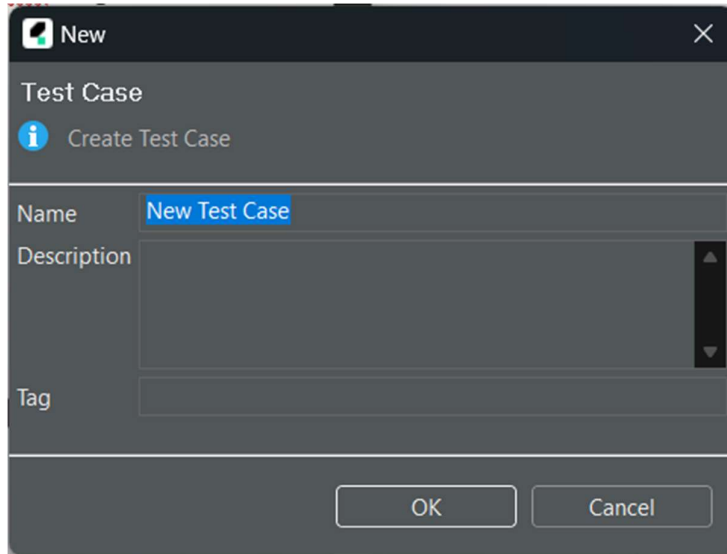 New
Test Case
Create Test Case
Name New Test Case
Description
Tag
OK Cancel